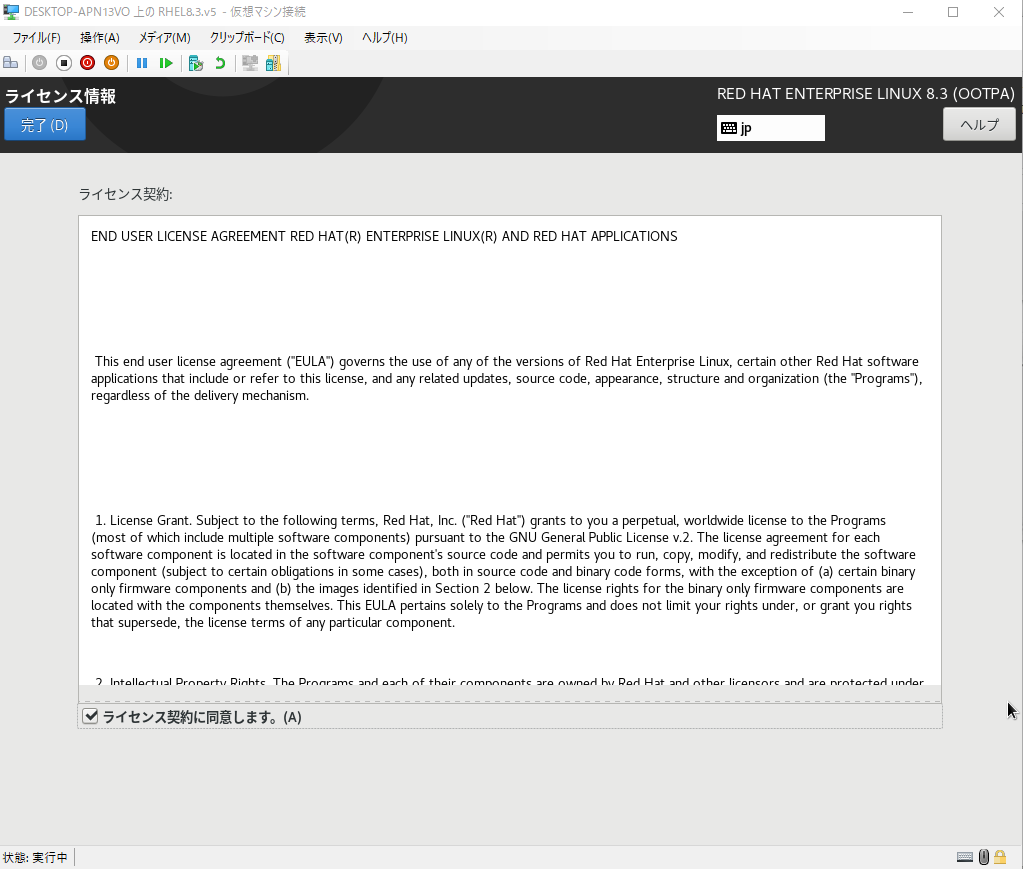 DESKTOP-APN13VO 上の RHEL8.3.v5 - 仮想マシン接続
ファイル(F) 操作(A) メディア(M) クリップボード(C) 表示(V) ヘルプ(H)
ライセンス情報
RED HAT ENTERPRISE LINUX 8.3 (OOTPA)
完了 (D)
jp
ヘルプ
ライセンス契約:
END USER LICENSE AGREEMENT RED HAT(R) ENTERPRISE LINUX(R) AND RED HAT APPLICATIONS
This end user license agreement ("EULA") governs the use of any of the versions of Red Hat Enterprise Linux, certain other Red Hat software
applications that include or refer to this license, and any related updates, source code, appearance, structure and organization (the "Programs"),
regardless of the delivery mechanism.
1. License Grant. Subject to the following terms, Red Hat, Inc. ("Red Hat") grants to you a perpetual, worldwide license to the Programs
(most of which include multiple software components) pursuant to the GNU General Public License v.2. The license agreement for each
software component is located in the software component's source code and permits you to run, copy, modify, and redistribute the software
component (subject to certain obligations in some cases), both in source code and binary code forms, with the exception of (a) certain binary
only firmware components and (b) the images identified in Section 2 below. The license rights for the binary only firmware components are
located with the components themselves. This EULA pertains solely to the Programs and does not limit your rights under, or grant you rights
that supersede, the license terms of any particular component.
2. Intellectual Property Rights. The Programs and each of their components are owned by Red Hat and other licensors and are protected under
ライセンス契約に同意します。(A)
状態: 実行中